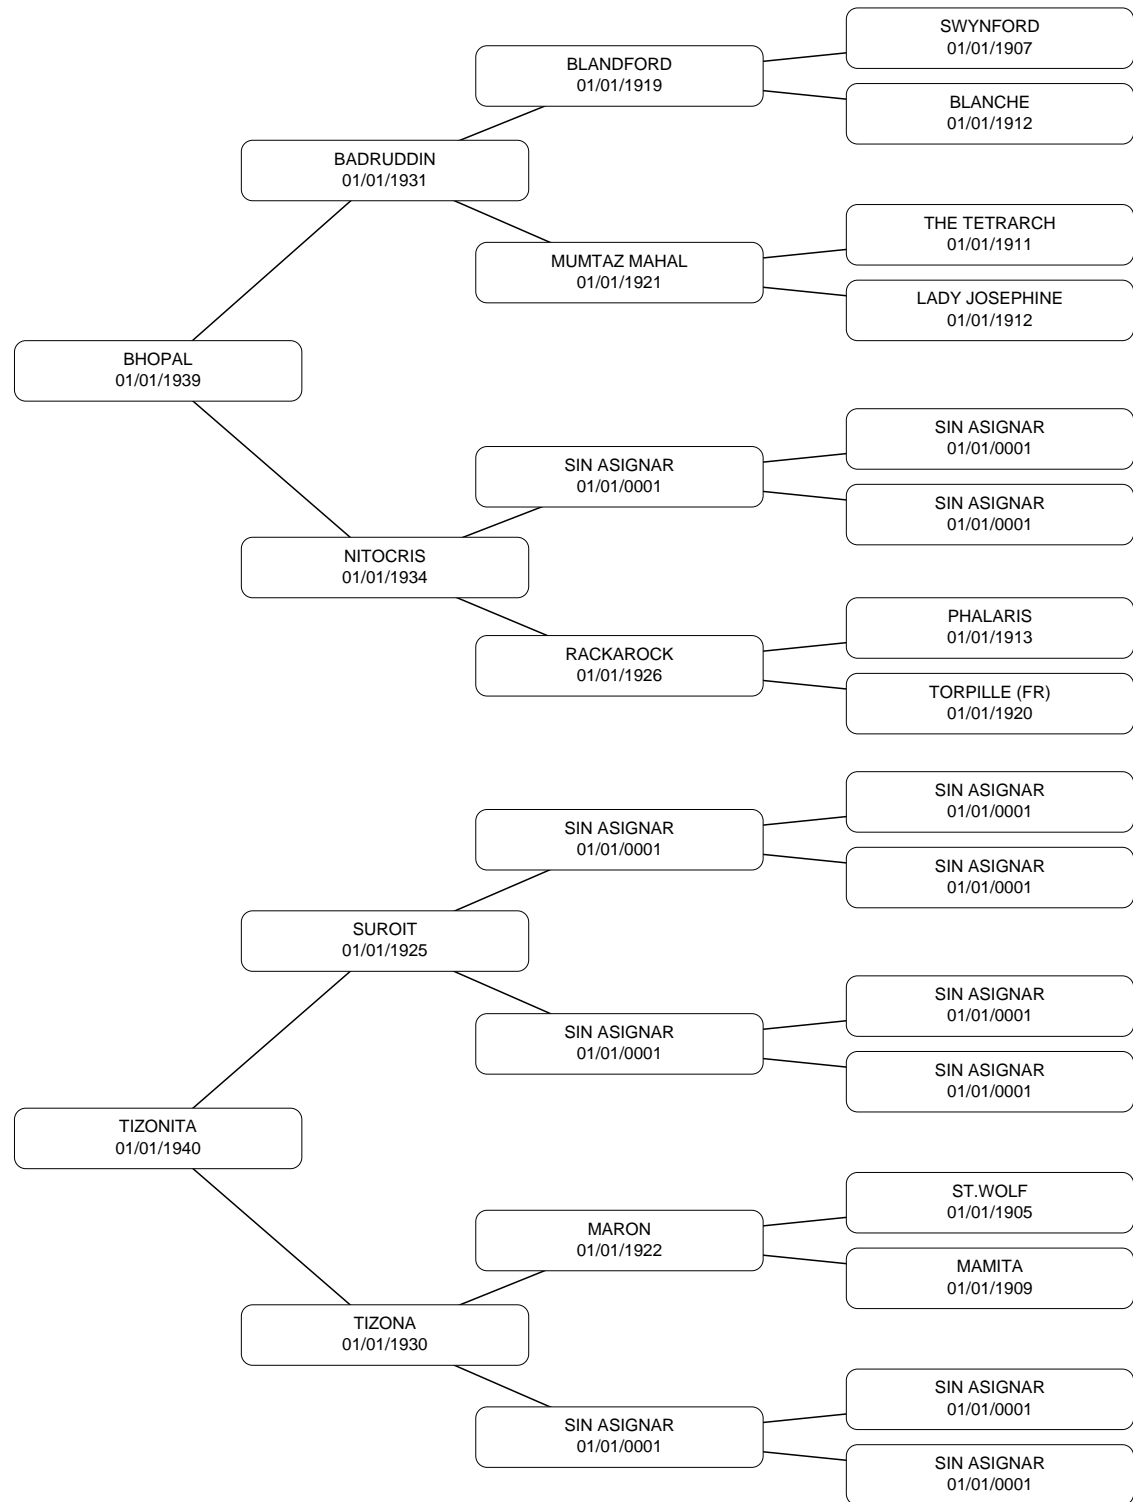 SWYNFORD
01/01/1907
BLANDFORD
01/01/1919
BLANCHE
01/01/1912
BADRUDDIN
01/01/1931
THE TETRARCH
01/01/1911
MUMTAZ MAHAL
01/01/1921
LADY JOSEPHINE
01/01/1912
BHOPAL
01/01/1939
SIN ASIGNAR
01/01/0001
SIN ASIGNAR
01/01/0001
SIN ASIGNAR
01/01/0001
NITOCRIS
01/01/1934
PHALARIS
01/01/1913
RACKAROCK
01/01/1926
TORPILLE (FR)
01/01/1920
SIN ASIGNAR
01/01/0001
SIN ASIGNAR
01/01/0001
SIN ASIGNAR
01/01/0001
SUROIT
01/01/1925
SIN ASIGNAR
01/01/0001
SIN ASIGNAR
01/01/0001
SIN ASIGNAR
01/01/0001
TIZONITA
01/01/1940
ST.WOLF
01/01/1905
MARON
01/01/1922
MAMITA
01/01/1909
TIZONA
01/01/1930
SIN ASIGNAR
01/01/0001
SIN ASIGNAR
01/01/0001
SIN ASIGNAR
01/01/0001